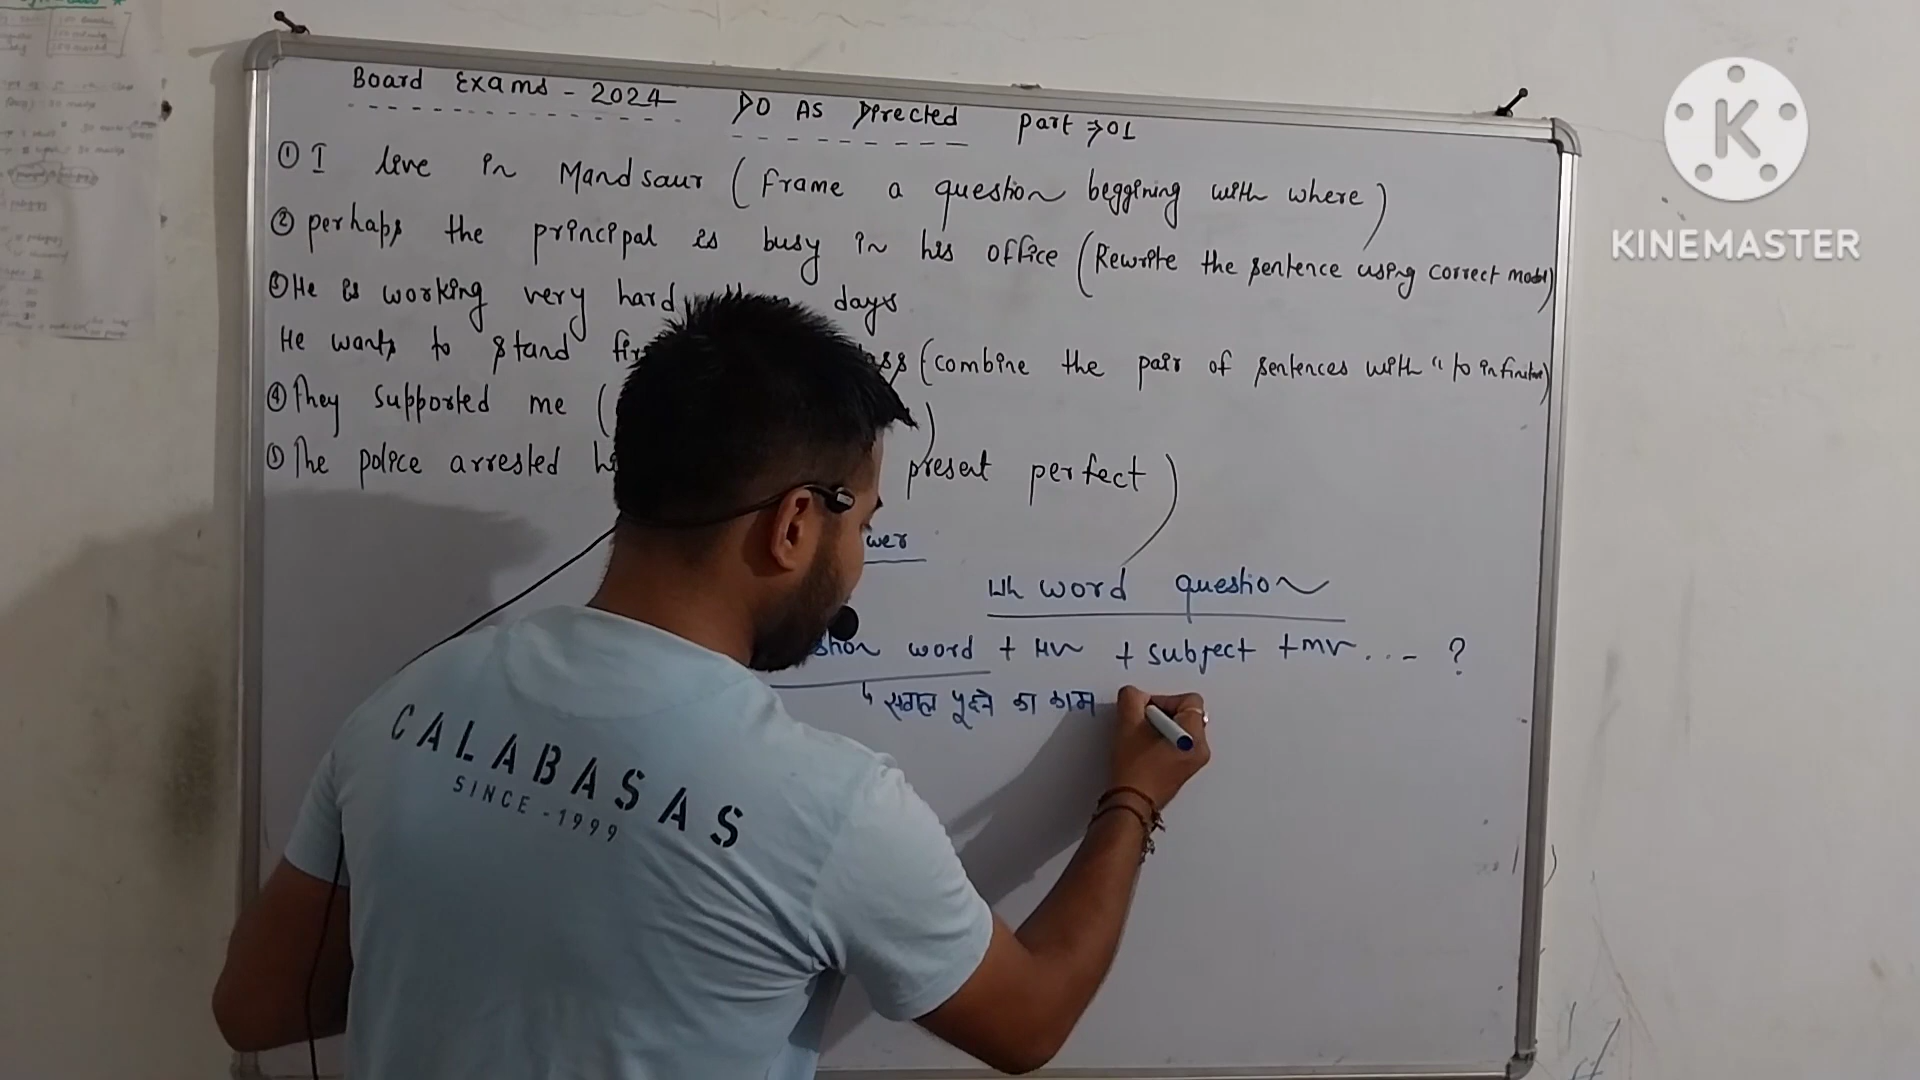 Board Exams - 2024 DO AS Directed part ⇒ 01
① I live in Mandsaur (Frame a question beggining with where)
② perhaps the principal is busy in his office (Rewrite the sentence using correct modal)
③ He is working very hard days
He wants to stand (combine the pair of sentences with "to infinitive)
④ They supported me ( )
⑤ The police arrested present perfect)
wh word question
word + HV + subject + mv ... - ?
↳ सवाल पूछने का काम
CALABASAS
SINCE - 1999
K
KINEMASTER